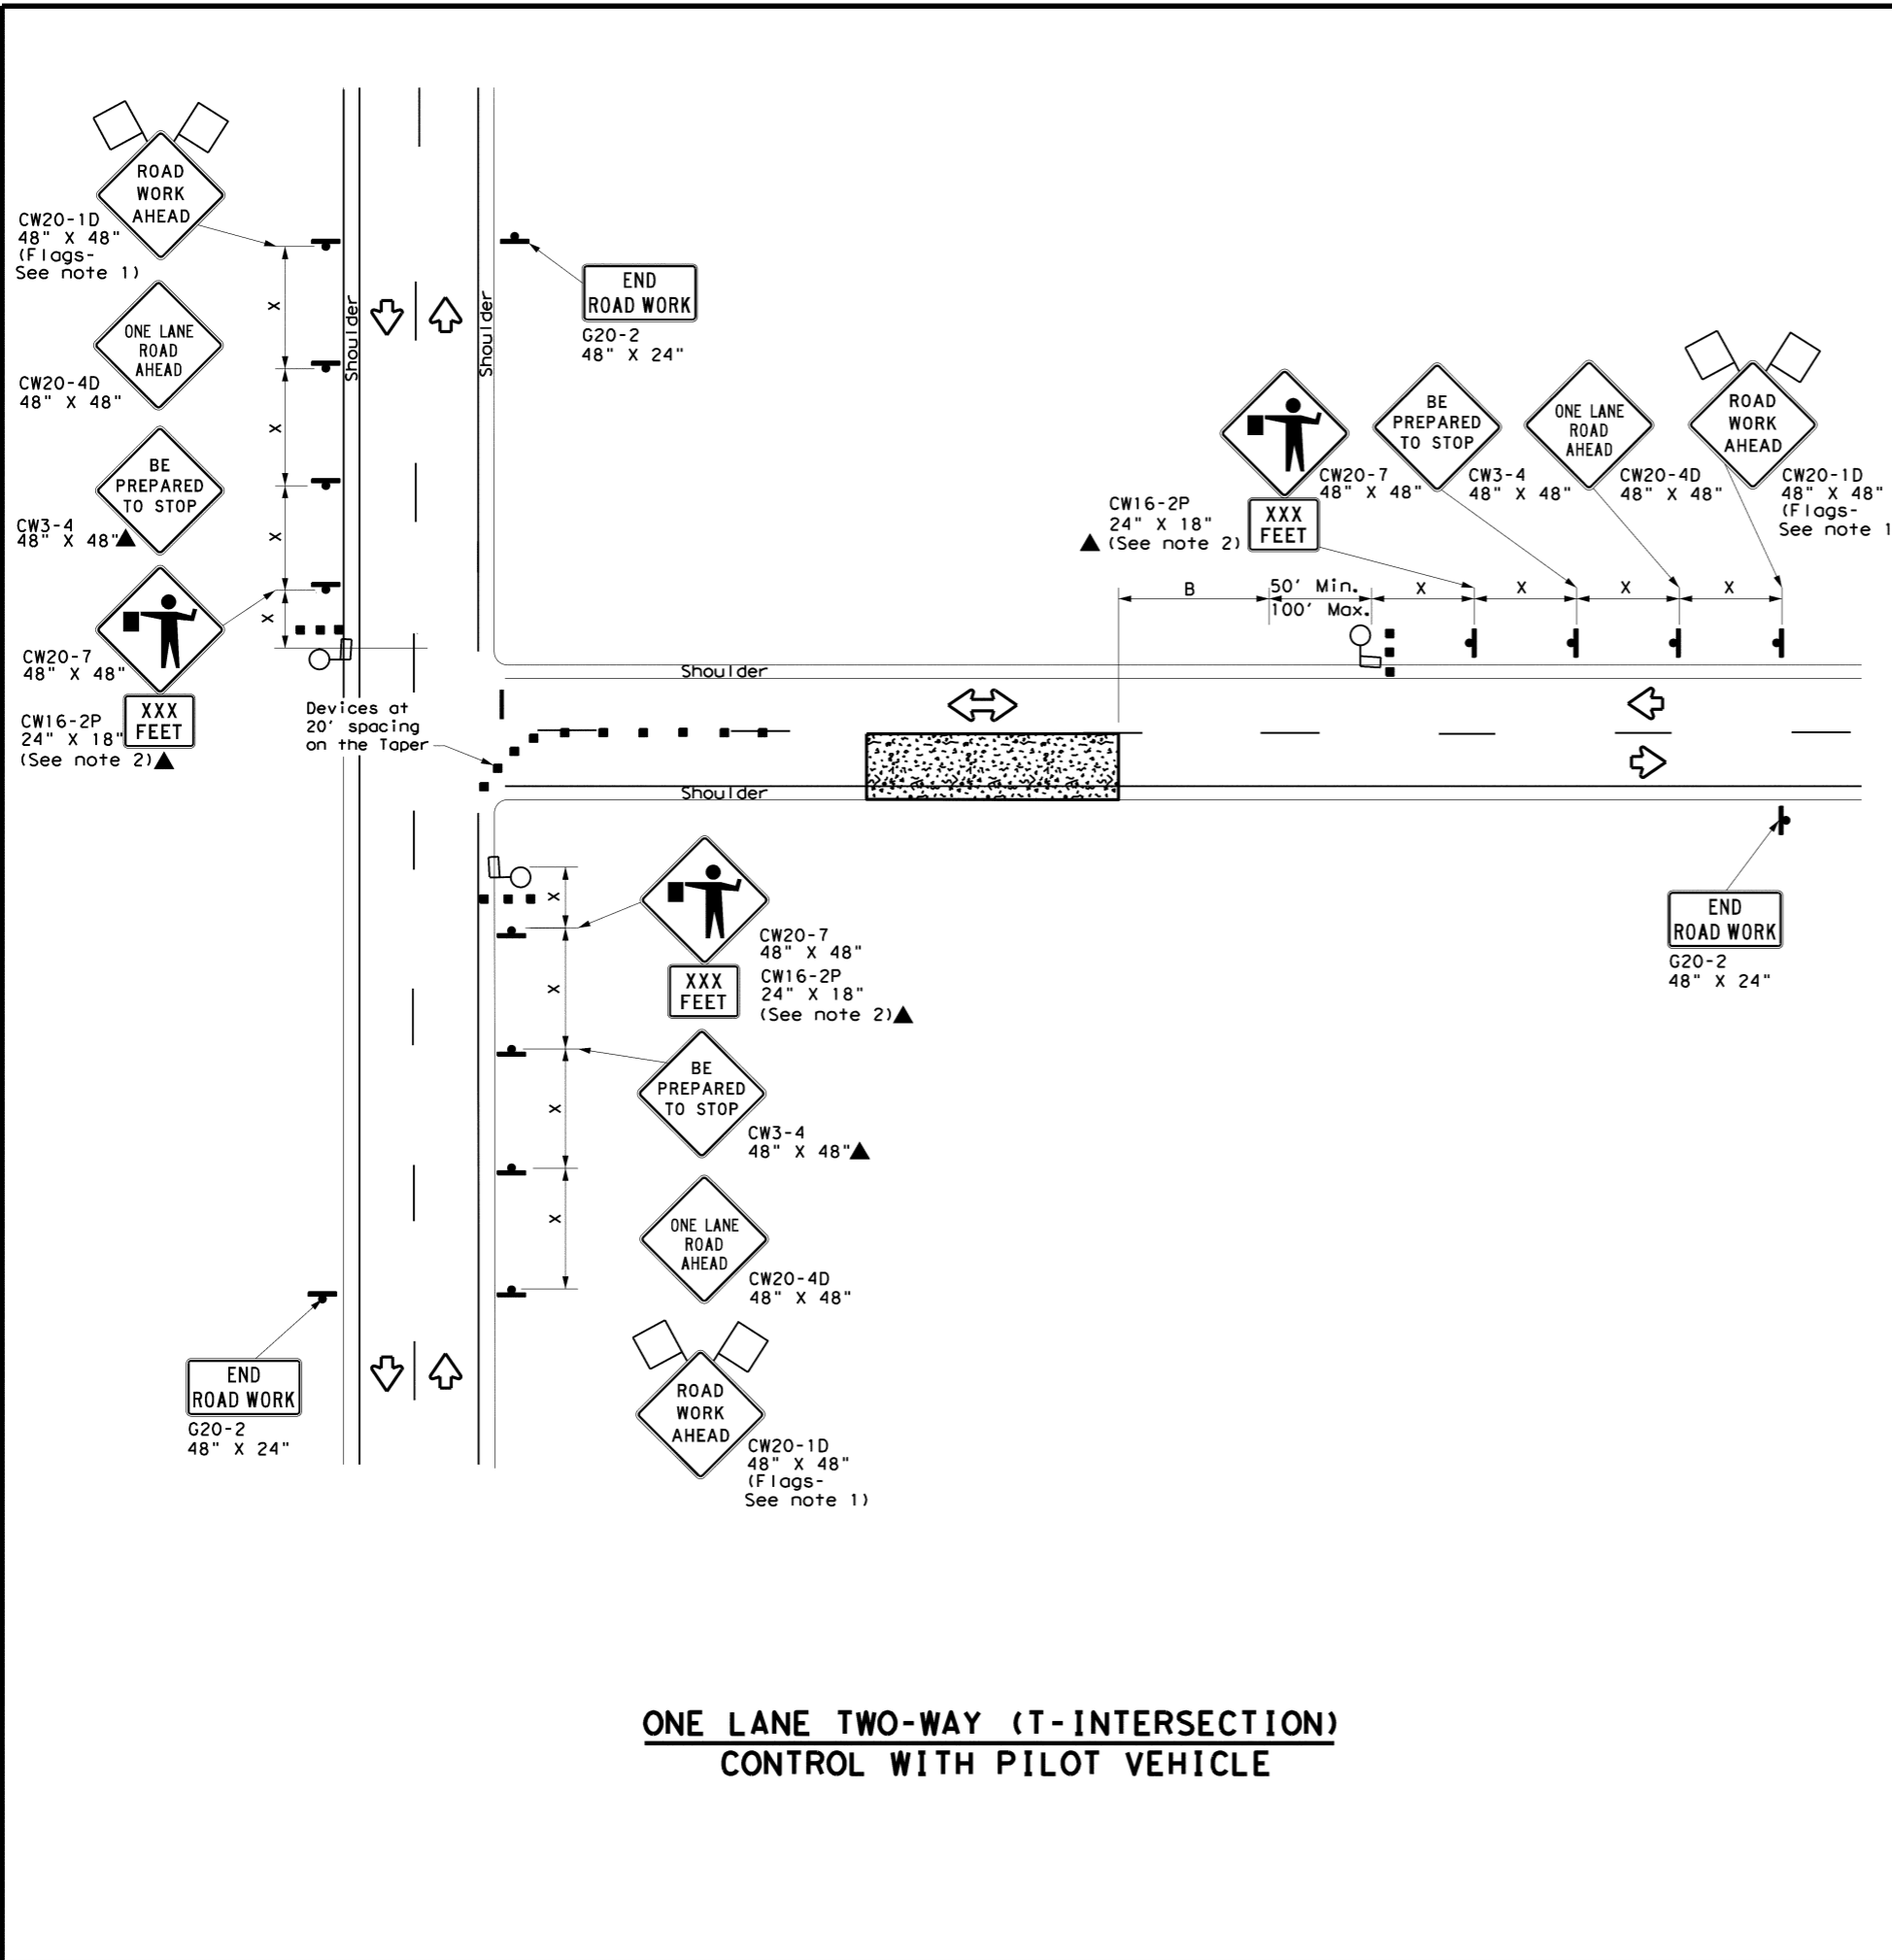 ROAD
WORK
AHEAD
CW20-1D
48" X 48"
(Flags-
See note 1)
X
ONE LANE
ROAD
AHEAD
CW20-4D
48" X 48"
X
BE
PREPARED
TO STOP
CW3-4
48" X 48"
X
X
CW20-7
48" X 48"
XXX
FEET
CW16-2P
24" X 18"
(See note 2)
Shoulder
Shoulder
END
ROAD WORK
G20-2
48" X 24"
Devices at
20' spacing
on the Taper
CW20-7
48" X 48"
XXX
FEET
CW16-2P
24" X 18"
(See note 2)
BE
PREPARED
TO STOP
CW3-4
48" X 48"
ONE LANE
ROAD
AHEAD
CW20-4D
48" X 48"
ROAD
WORK
AHEAD
CW20-1D
48" X 48"
(Flags-
See note 1
B
50' Min.
100' Max.
X
X
X
X
Shoulder
Shoulder
END
ROAD WORK
G20-2
48" X 24"
X
X
X
X
CW20-7
48" X 48"
XXX
FEET
CW16-2P
24" X 18"
(See note 2)
BE
PREPARED
TO STOP
CW3-4
48" X 48"
ONE LANE
ROAD
AHEAD
CW20-4D
48" X 48"
ROAD
WORK
AHEAD
CW20-1D
48" X 48"
(Flags-
See note 1)
END
ROAD WORK
G20-2
48" X 24"
ONE LANE TWO-WAY (T-INTERSECTION)
CONTROL WITH PILOT VEHICLE